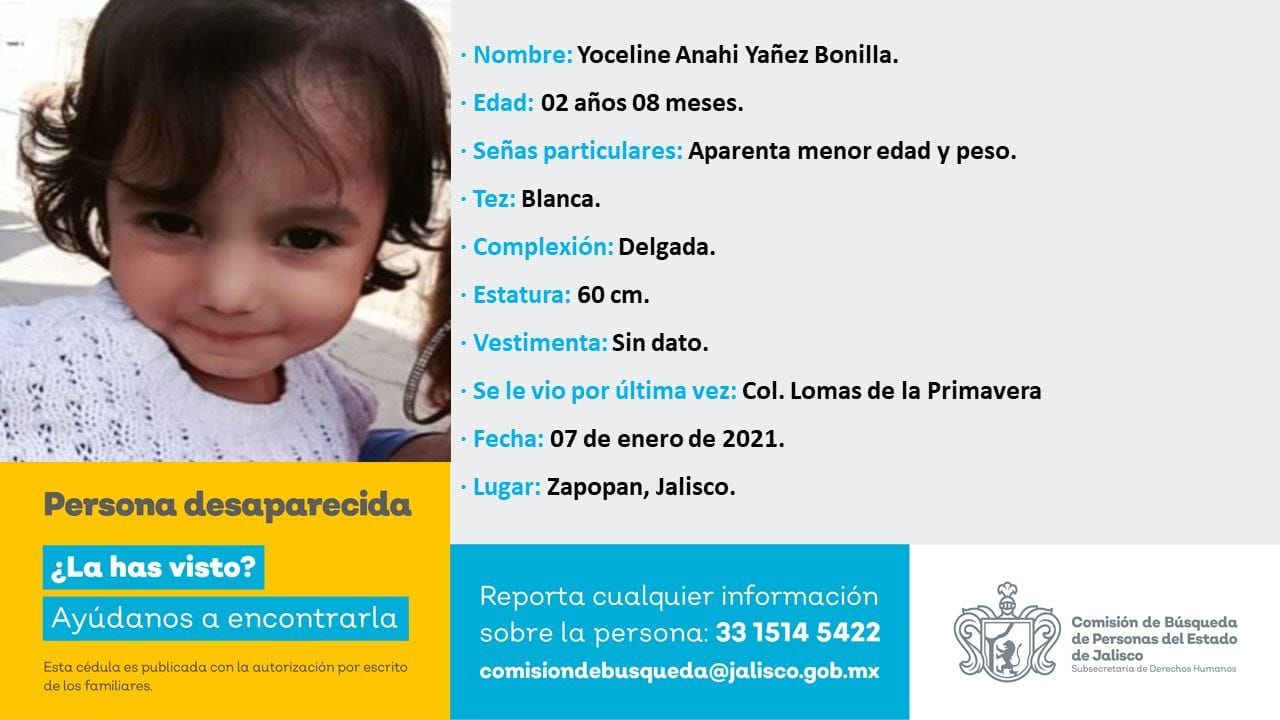 · Nombre: Yoceline Anahi Yañez Bonilla.
· Edad: 02 años 08 meses.
· Señas particulares: Aparenta menor edad y peso.
· Tez: Blanca.
· Complexión: Delgada.
· Estatura: 60 cm.
· Vestimenta: Sin dato.
· Se le vio por última vez: Col. Lomas de la Primavera
· Fecha: 07 de enero de 2021.
· Lugar: Zapopan, Jalisco.
Persona desaparecida
¿La has visto?
Ayúdanos a encontrarla
Esta cédula es publicada con la autorización por escrito
de los familiares.
Reporta cualquier información
sobre la persona: 33 1514 5422
comisiondebusqueda@jalisco.gob.mx
Comisión de Búsqueda
de Personas del Estado
de Jalisco
Subsecretaría de Derechos Humanos